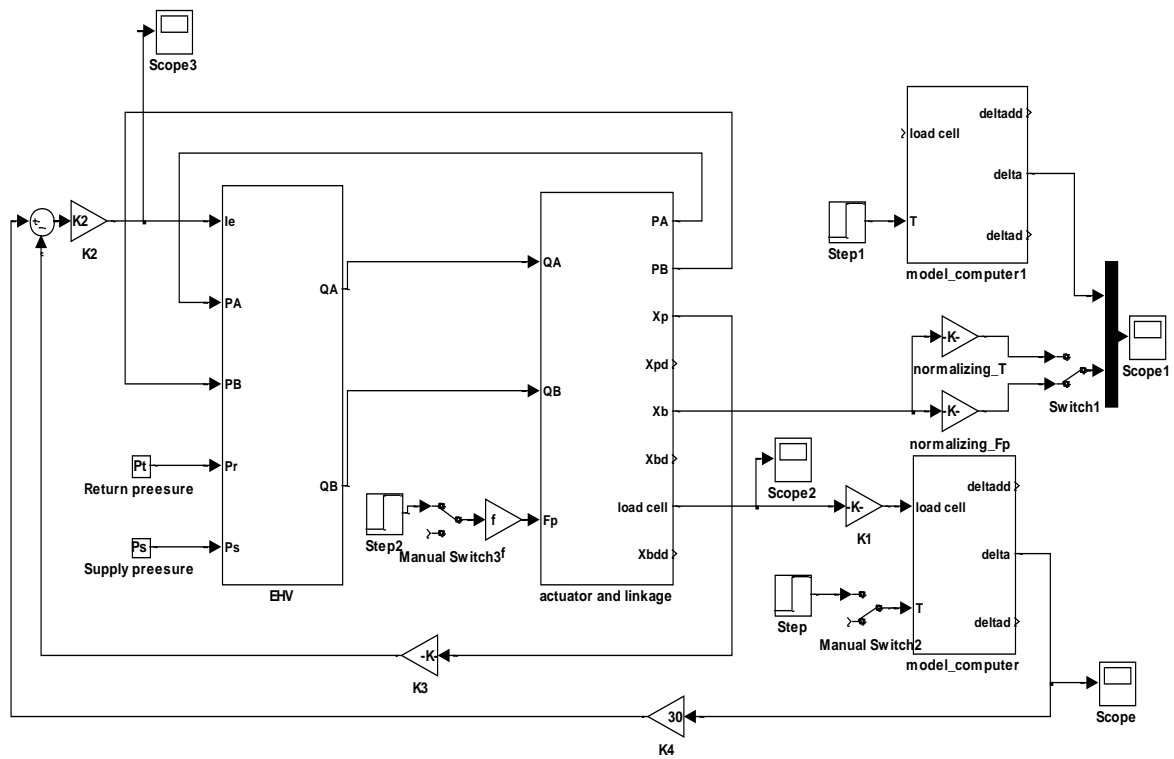 Scope3
load cell
deltadd
delta
T
deltad
Step1
model_computer1
Ie
PA
PB
Pr
Ps
QA
QB
EHV
K2
K2
Pt
Return preesure
Ps
Supply preesure
QA
QB
Fp
PA
PB
Xp
Xpd
Xb
Xbd
load cell
Xbdd
actuator and linkage
Step2
Manual Switch3
f
f
-K-
normalizing_T
-K-
normalizing_Fp
Switch1
Scope1
Scope2
-K-
K1
load cell
deltadd
delta
T
deltad
Step
Manual Switch2
model_computer
-K-
K3
30
K4
Scope